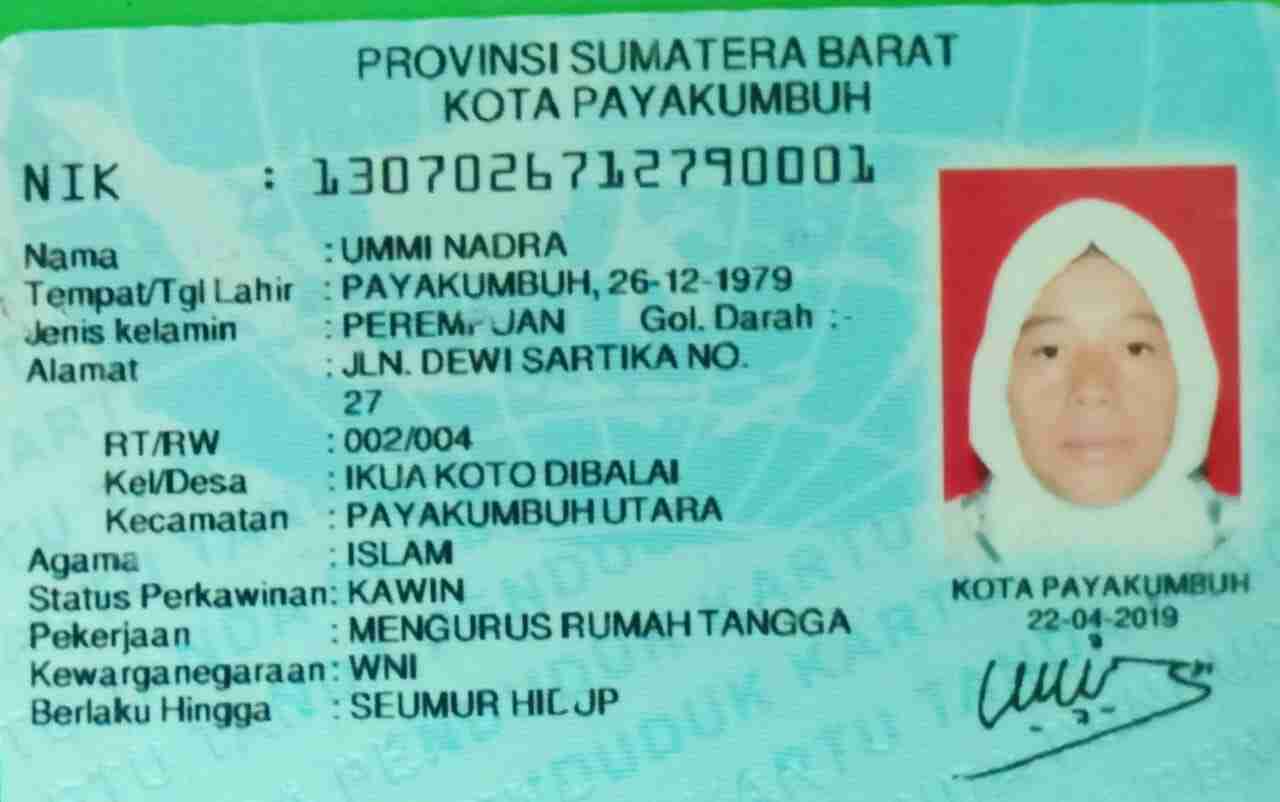 PROVINSI SUMATERA BARAT
KOTA PAYAKUMBUH
NIK : 1307026712790001
Nama : UMMI NADRA
Tempat/Tgl Lahir : PAYAKUMBUH, 26-12-1979
Jenis kelamin : PEREMPUAN Gol. Darah :-
Alamat : JLN. DEWI SARTIKA NO.
27
RT/RW : 002/004
Kel/Desa : IKUA KOTO DIBALAI
Kecamatan : PAYAKUMBUH UTARA
Agama : ISLAM
Status Perkawinan: KAWIN
Pekerjaan : MENGURUS RUMAH TANGGA
Kewarganegaraan: WNI
Berlaku Hingga : SEUMUR HIDUP
KOTA PAYAKUMBUH
22-04-2019